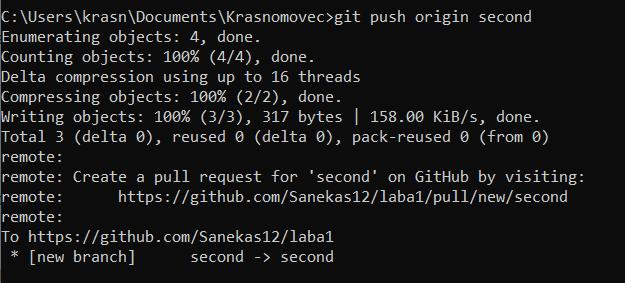 C:\Users\krasn\Documents\Krasnomovec>git push origin second
Enumerating objects: 4, done.
Counting objects: 100% (4/4), done.
Delta compression using up to 16 threads
Compressing objects: 100% (2/2), done.
Writing objects: 100% (3/3), 317 bytes | 158.00 KiB/s, done.
Total 3 (delta 0), reused 0 (delta 0), pack-reused 0 (from 0)
remote:
remote: Create a pull request for 'second' on GitHub by visiting:
remote:      https://github.com/Sanekas12/laba1/pull/new/second
remote:
To https://github.com/Sanekas12/laba1
 * [new branch]      second -> second